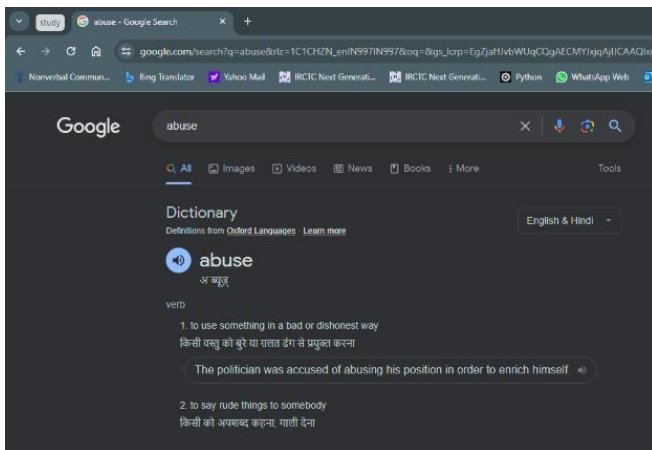 study abuse - Google Search
google.com/search?q=abuse&rlz=1C1CHZN_enIN997IN997&oq=&gs_lcrp=
Nonverbal Commun... Bing Translator Yahoo Mail IRCTC Next Generati... IRCTC Next Generati... Python WhatsApp Web
Google abuse
All Images Videos News Books More Tools
Dictionary
English & Hindi
Definitions from Oxford Languages · Learn more
abuse
अ ब्यूज़्
verb
1. to use something in a bad or dishonest way
किसी वस्तु को बुरे या ग़लत ढंग से प्रयुक्त करना
The politician was accused of abusing his position in order to enrich himself.
2. to say rude things to somebody
किसी को अपशब्द कहना, गाली देना